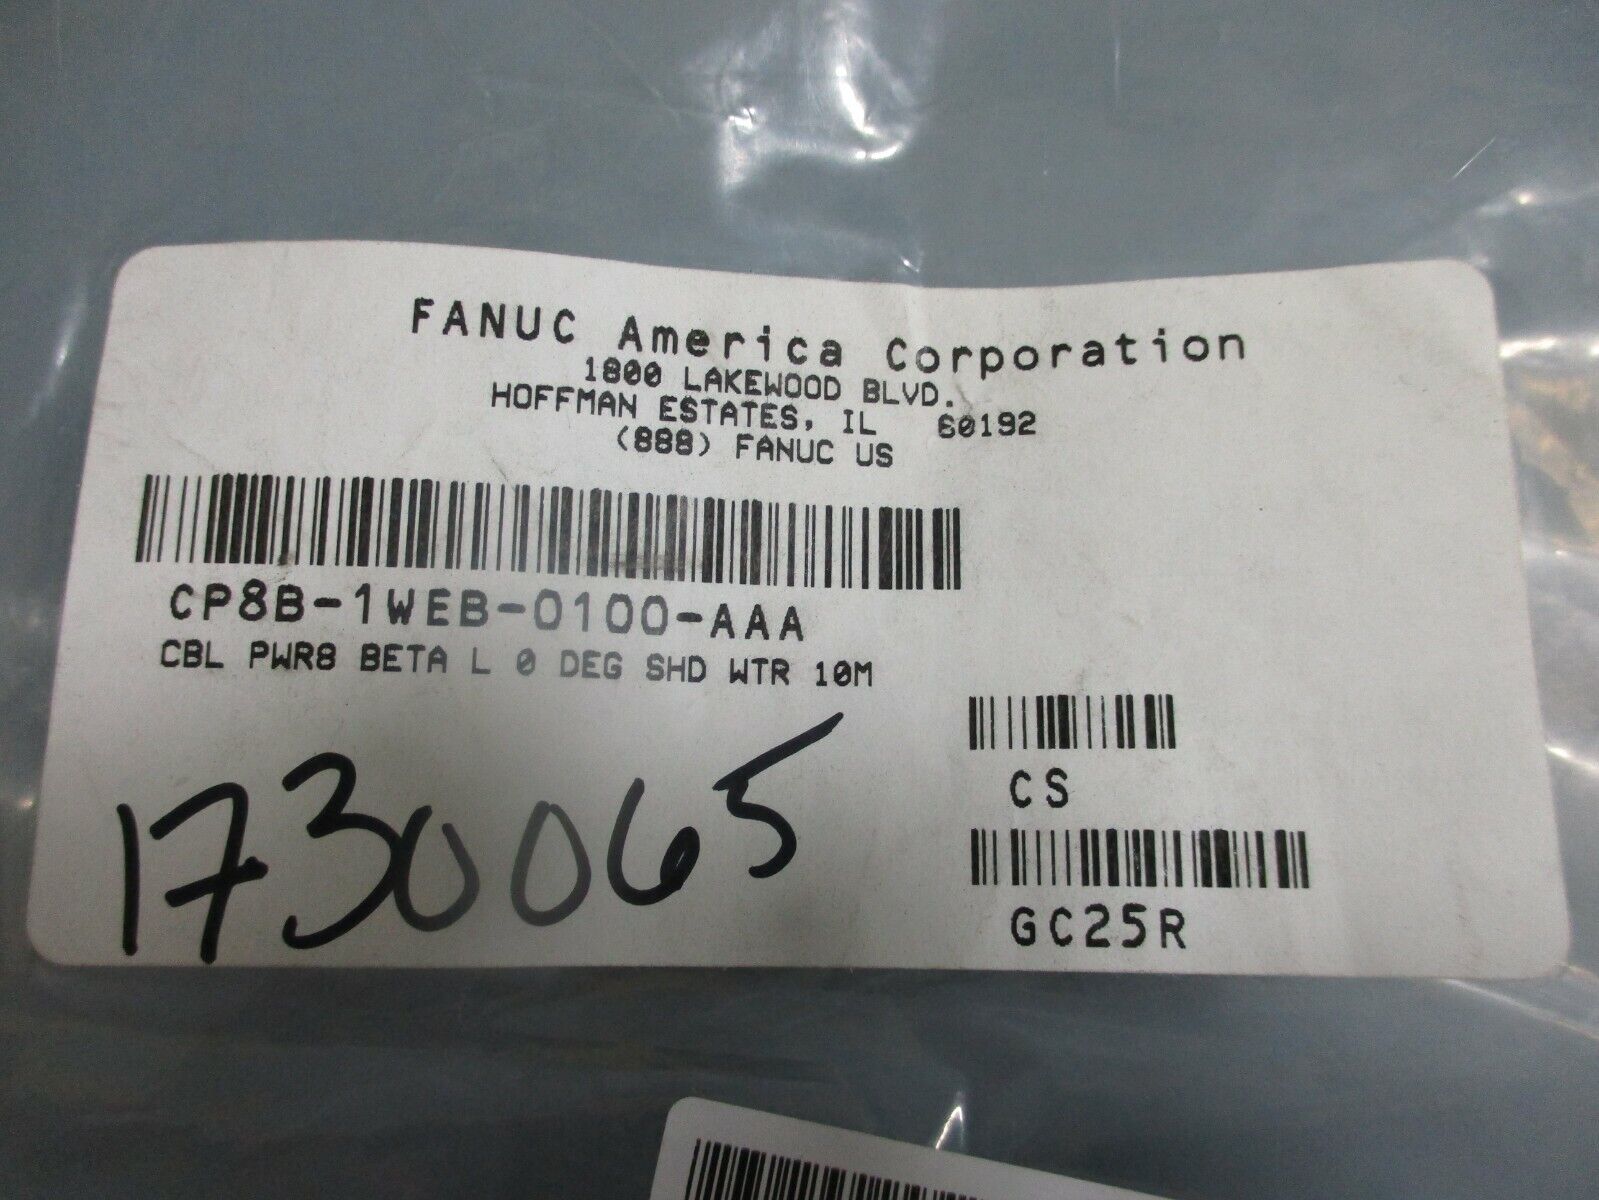 FANUC America Corporation
1800 LAKEWOOD BLVD.
HOFFMAN ESTATES, IL 60192
(888) FANUC US
CP8B-1WEB-0100-AAA
CBL PWR8 BETA L 0 DEG SHD WTR 10M
CS
1730065
GC25R